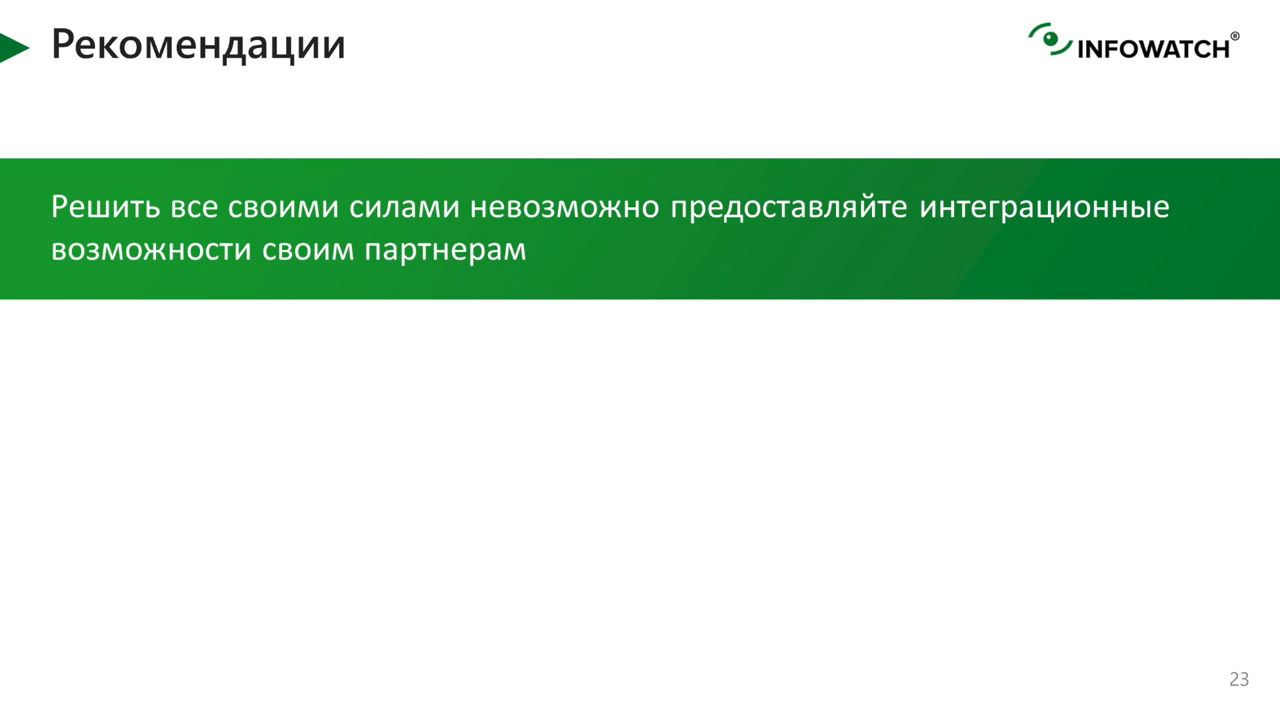 Рекомендации
INFOWATCH®
Решить все своими силами невозможно предоставляйте интеграционные
возможности своим партнерам
23